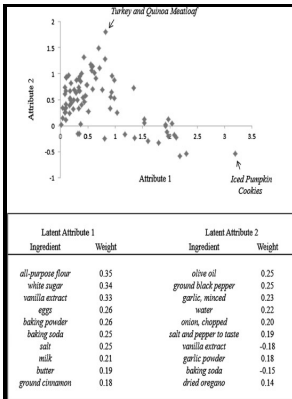 Turkey and Quinoa Meatloaf
2
1.5
1
0.5
0
-0.5
-1
0
0.5
1
1.5
2
2.5
3
3.5
Attribute 2
Attribute 1
Iced Pumpkin
Cookies
Latent Attribute 1 Latent Attribute 2
Ingredient Weight Ingredient Weight
all-purpose flour 0.35 olive oil 0.25
white sugar 0.34 ground black pepper 0.25
vanilla extract 0.33 garlic, minced 0.23
eggs 0.26 water 0.22
baking powder 0.26 onion, chopped 0.20
baking soda 0.25 salt and pepper to taste 0.19
salt 0.25 vanilla extract -0.18
milk 0.21 garlic powder 0.18
butter 0.19 baking soda -0.15
ground cinnamon 0.18 dried oregano 0.14